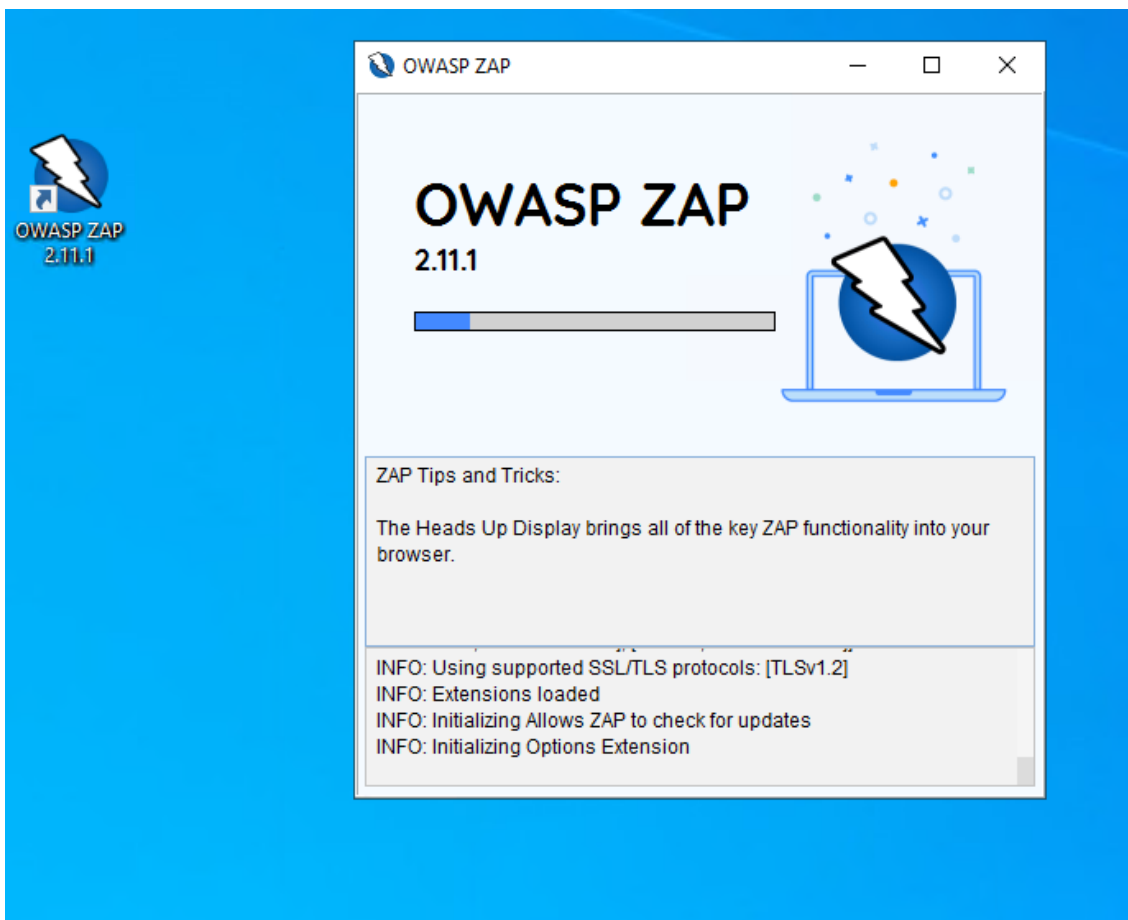 OWASP ZAP
2.11.1
OWASP ZAP
OWASP ZAP
2.11.1
ZAP Tips and Tricks:
The Heads Up Display brings all of the key ZAP functionality into your
browser.
INFO: Using supported SSL/TLS protocols: [TLSv1.2]
INFO: Extensions loaded
INFO: Initializing Allows ZAP to check for updates
INFO: Initializing Options Extension